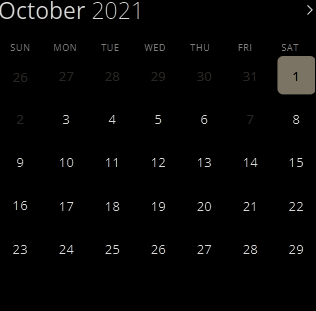 October 2021 >
SUN MON TUE WED THU FRI SAT
26 27 28 29 30 31 1
2 3 4 5 6 7 8
9 10 11 12 13 14 15
16 17 18 19 20 21 22
23 24 25 26 27 28 29